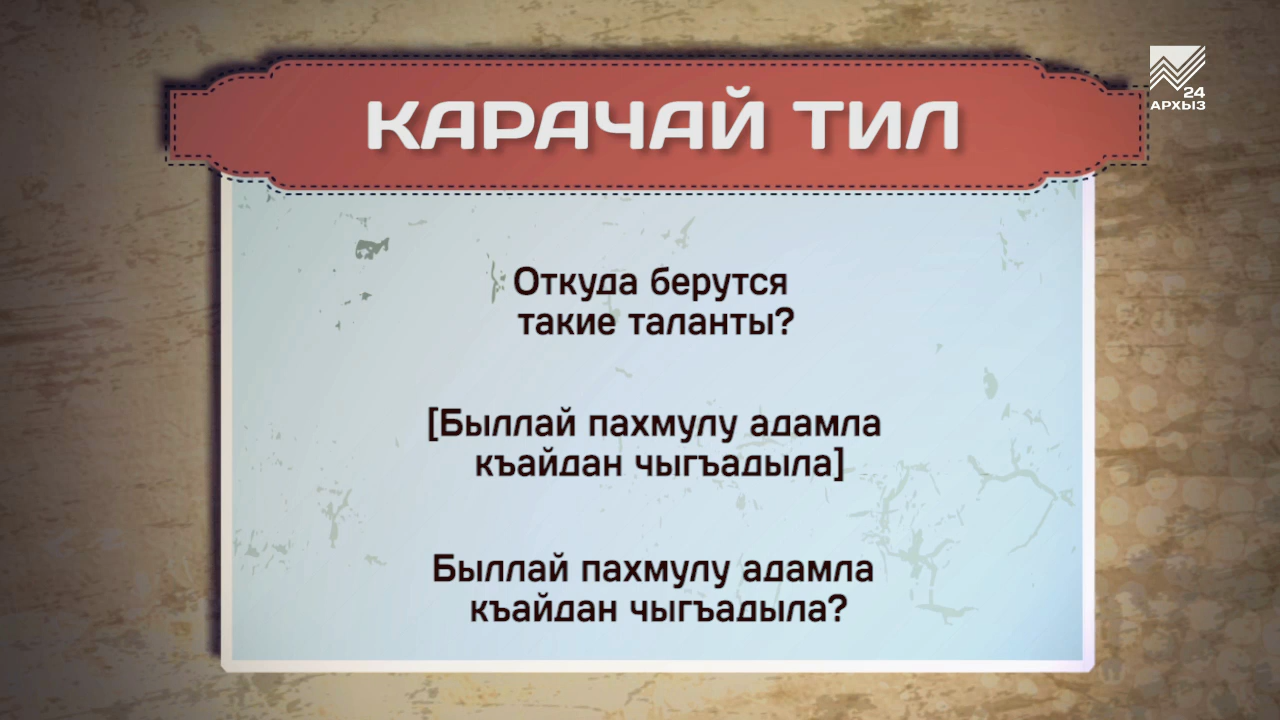 КАРАЧАЙ ТИЛ
24
АРХЫЗ
Откуда берутся
такие таланты?
[Быллай пахмулу адамла
къайдан чыгъадыла]
Быллай пахмулу адамла
къайдан чыгъадыла?